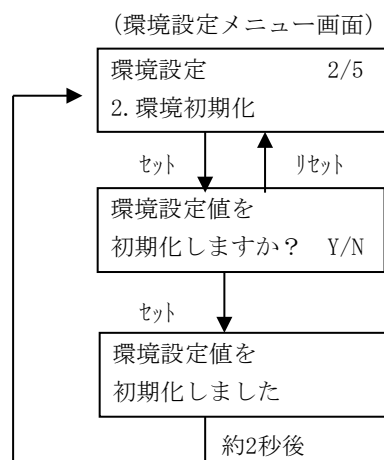 (環境設定メニュー画面)
環境設定 2/5
2.環境初期化
ｾｯﾄ ﾘｾｯﾄ
環境設定値を
初期化しますか？ Y/N
ｾｯﾄ
環境設定値を
初期化しました
約2秒後